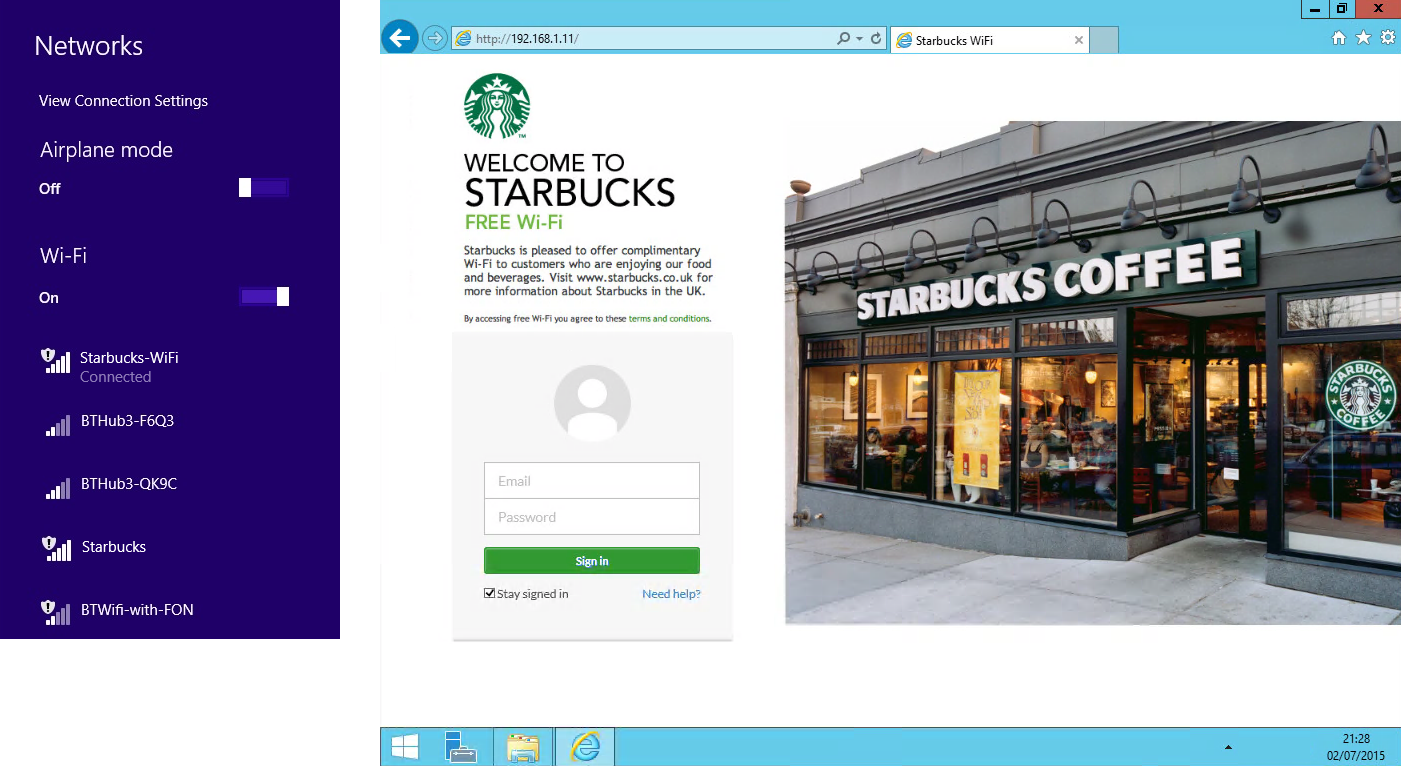 Networks
View Connection Settings
Airplane mode
Off
Wi-Fi
On
Starbucks-WiFi
Connected
BTHub3-F6Q3
BTHub3-QK9C
Starbucks
BTWifi-with-FON
http://192.168.1.11/
Starbucks WiFi
WELCOME TO
STARBUCKS
FREE Wi-Fi
Starbucks is pleased to offer complimentary
Wi-Fi to customers who are enjoying our food
and beverages. Visit www.starbucks.co.uk for
more information about Starbucks in the UK.
By accessing free Wi-Fi you agree to these terms and conditions.
Email
Password
Sign in
Stay signed in
Need help?
STARBUCKS COFFEE
STARBUCKS
COFFEE
21:28
02/07/2015